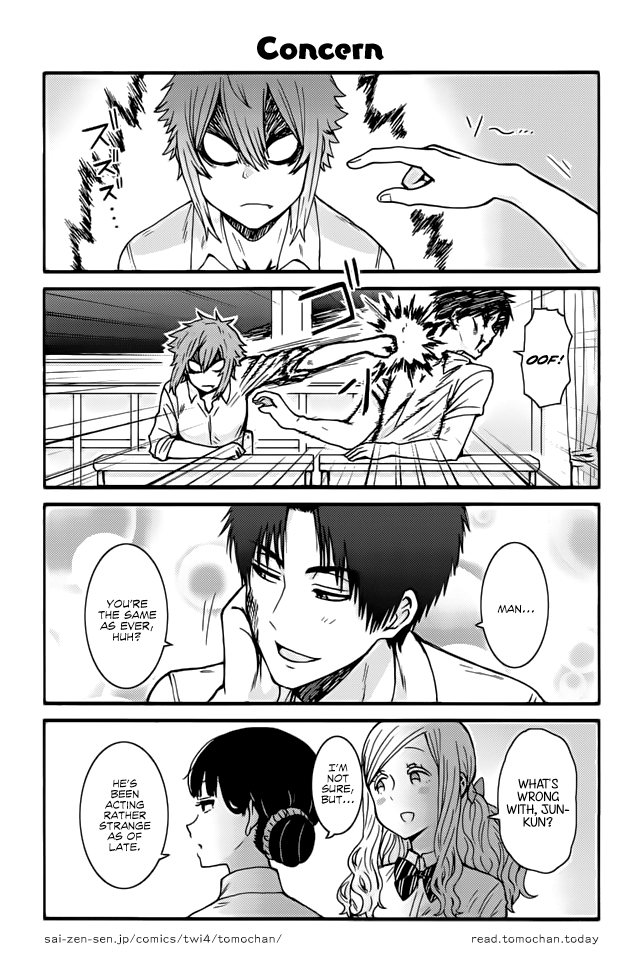 Concern
ソ〜...
ズズズ...
ゴッ
OOF!
MAN...
YOU'RE
THE SAME
AS EVER,
HUH?
WHAT'S
WRONG
WITH, JUN-
KUN?
I'M
NOT
SURE,
BUT...
HE'S
BEEN
ACTING
RATHER
STRANGE
AS OF
LATE.
sai-zen-sen.jp/comics/twi4/tomochan/
read.tomochan.today